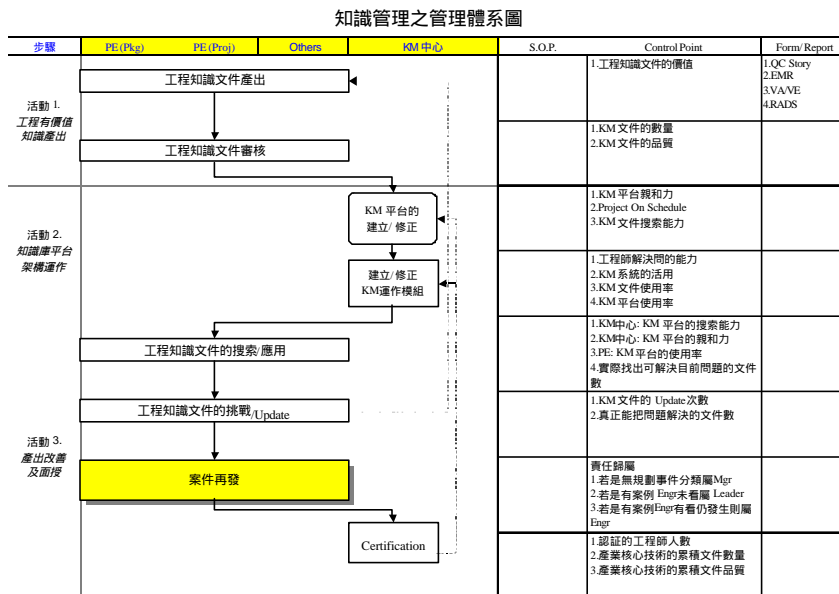 知識管理之管理體系圖
步驟 PE(Pkg) PE(Proj) Others KM 中心 S.O.P. Control Point Form/ Report
活動 1.
工程有價值
知識產出
工程知識文件產出
1.工程知識文件的價值
1.QC Story
2.EMR
3.VA/VE
4.RADS
工程知識文件審核
1.KM 文件的數量
2.KM 文件的品質
活動 2.
知識庫平台
架構運作
KM 平台的
建立/ 修正
1.KM 平台親和力
2.Project On Schedule
3.KM 文件搜索能力
建立/ 修正
KM運作模組
1.工程師解決問的能力
2.KM 系統的活用
3.KM 文件使用率
4.KM 平台使用率
工程知識文件的搜索/應用
1.KM中心: KM 平台的搜索能力
2.KM中心: KM 平台的親和力
3.PE: KM 平台的使用率
4.實際找出可解決目前問題的文件
數
工程知識文件的挑戰/Update
1.KM 文件的 Update次數
2.真正能把問題解決的文件數
活動 3.
產出改善
及面授
案件再發
責任歸屬
1.若是無規劃事件分類屬Mgr
2.若是有案例 Engr未看屬 Leader
3.若是有案例Engr有看仍發生則屬
Engr
Certification
1.認証的工程師人數
2.產業核心技術的累積文件數量
3.產業核心技術的累積文件品質